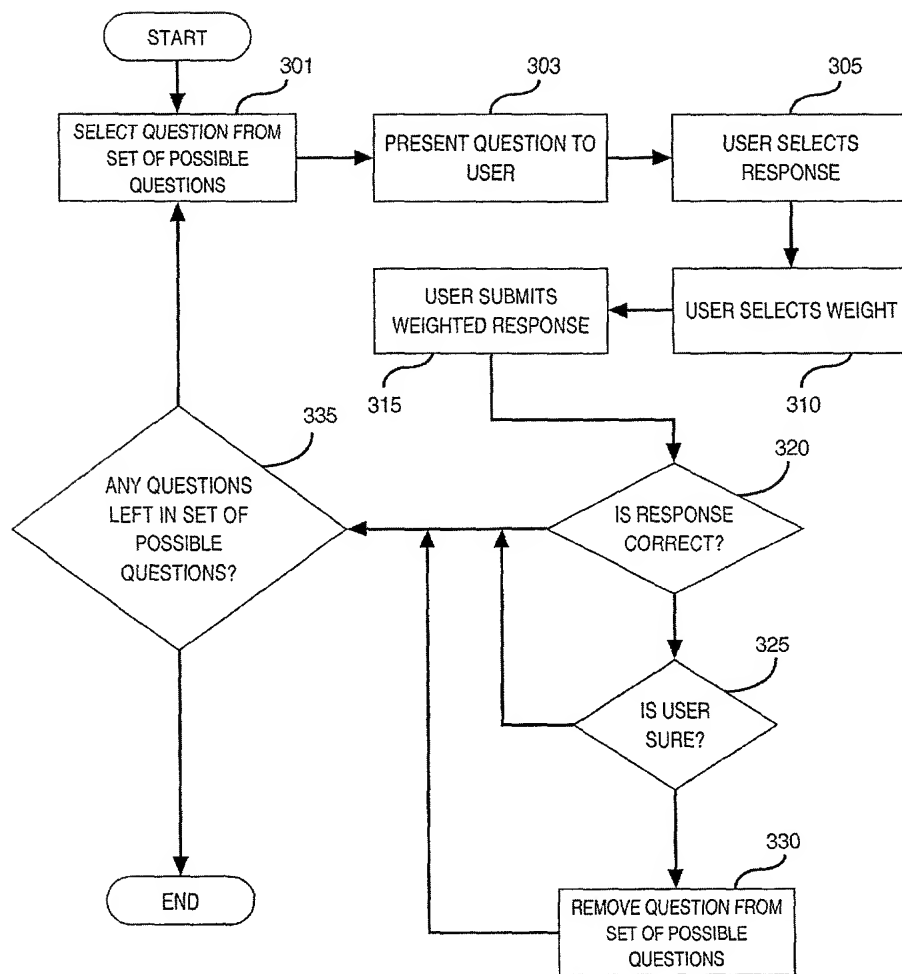 START
301
SELECT QUESTION FROM
SET OF POSSIBLE
QUESTIONS
303
PRESENT QUESTION TO
USER
305
USER SELECTS
RESPONSE
USER SUBMITS
WEIGHTED RESPONSE
315
USER SELECTS WEIGHT
310
335
ANY QUESTIONS
LEFT IN SET OF
POSSIBLE
QUESTIONS?
320
IS RESPONSE
CORRECT?
325
IS USER
SURE?
330
REMOVE QUESTION FROM
SET OF POSSIBLE
QUESTIONS
END